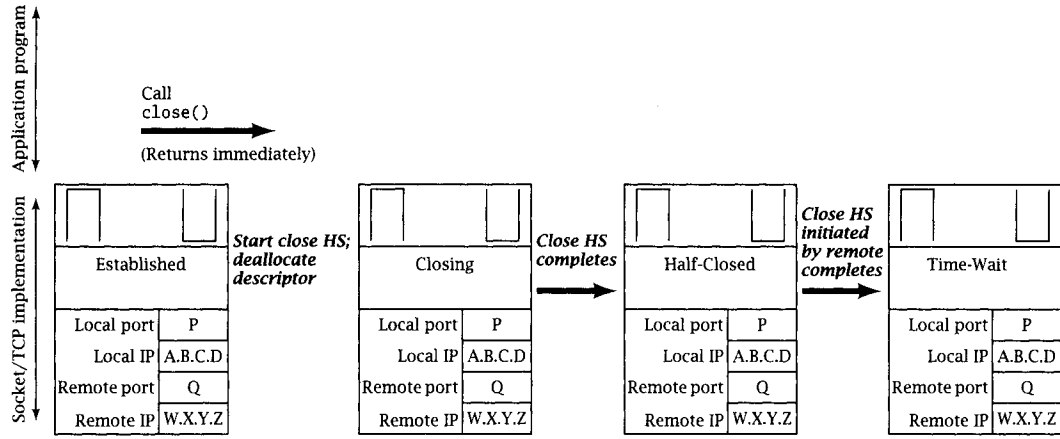 Application program
Call
close()
(Returns immediately)
Socket/TCP implementation
Established
Local port P
Local IP A.B.C.D
Remote port Q
Remote IP W.X.Y.Z
Start close HS;
deallocate
descriptor
Closing
Local port P
Local IP A.B.C.D
Remote port Q
Remote IP W.X.Y.Z
Close HS
completes
Half-Closed
Local port P
Local IP A.B.C.D
Remote port Q
Remote IP W.X.Y.Z
Close HS
initiated
by remote
completes
Time-Wait
Local port P
Local IP A.B.C.D
Remote port Q
Remote IP W.X.Y.Z